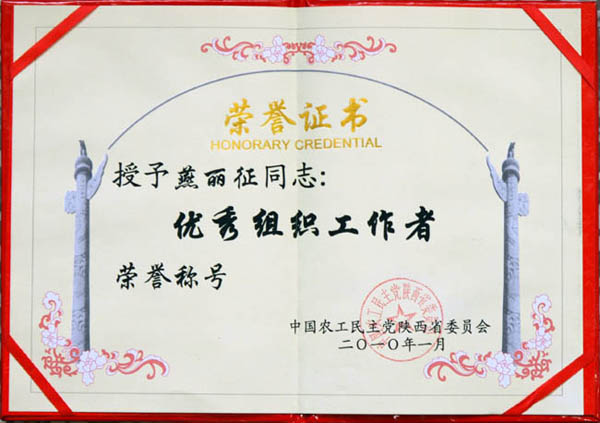 荣誉证书
HONORARY CREDENTIAL
授予燕丽征同志：
优秀组织工作者
荣誉称号
中国农工民主党陕西省委员会
二〇一〇年一月